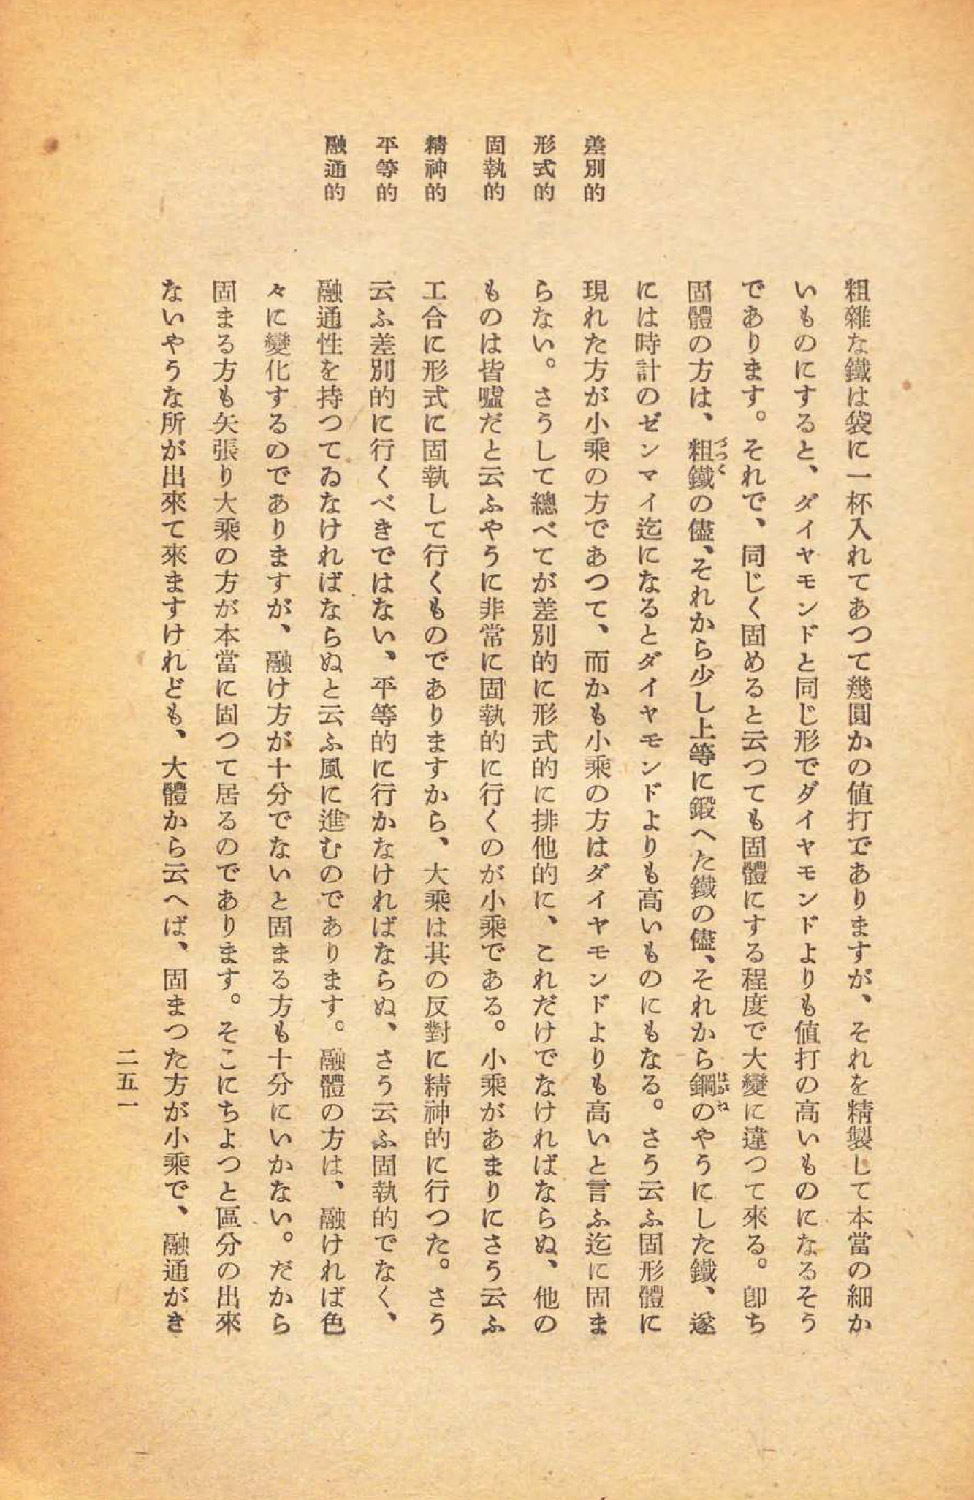 差別的
形式的
固執的
精神的
平等的
融通的
粗雜な鐵は袋に一杯入れてあつて幾圓かの値打でありますが、それを精製して本當の細か
いものにすると、ダイヤモンドと同じ形でダイヤモンドよりも値打の高いものになるそう
であります。それで、同じく固めると云つても固體にする程度で大變に違つて來る。卽ち
固體の方は、粗鐵の儘、それから少し上等に鍛へた鐵の儘、それから鋼のやうにした鐵、遂
には時計のゼンマイ迄になるとダイヤモンドよりも高いものにもなる。さう云ふ固形體に
現れた方が小乘の方であつて、而かも小乘の方はダイヤモンドよりも高いと言ふ迄に固ま
らない。さうして總べてが差別的に形式的に排他的に、これだけでなければならぬ、他の
ものは皆噓だと云ふやうに非常に固執的に行くのが小乘である。小乘があまりにさう云ふ
工合に形式に固執して行くものでありますから、大乘は其の反對に精神的に行つた。さう
云ふ差別的に行くべきではない、平等的に行かなければならぬ、さう云ふ固執的でなく、
融通性を持つてゐなければならぬと云ふ風に進むのであります。融體の方は、融ければ色
々に變化するのでありますが、融け方が十分でないと固まる方も十分にいかない。だから
固まる方も矢張り大乘の方が本當に固つて居るのであります。そこにちよつと區分の出來
ないやうな所が出來て來ますけれども、大體から云へば、固まつた方が小乘で、融通がき
二五一